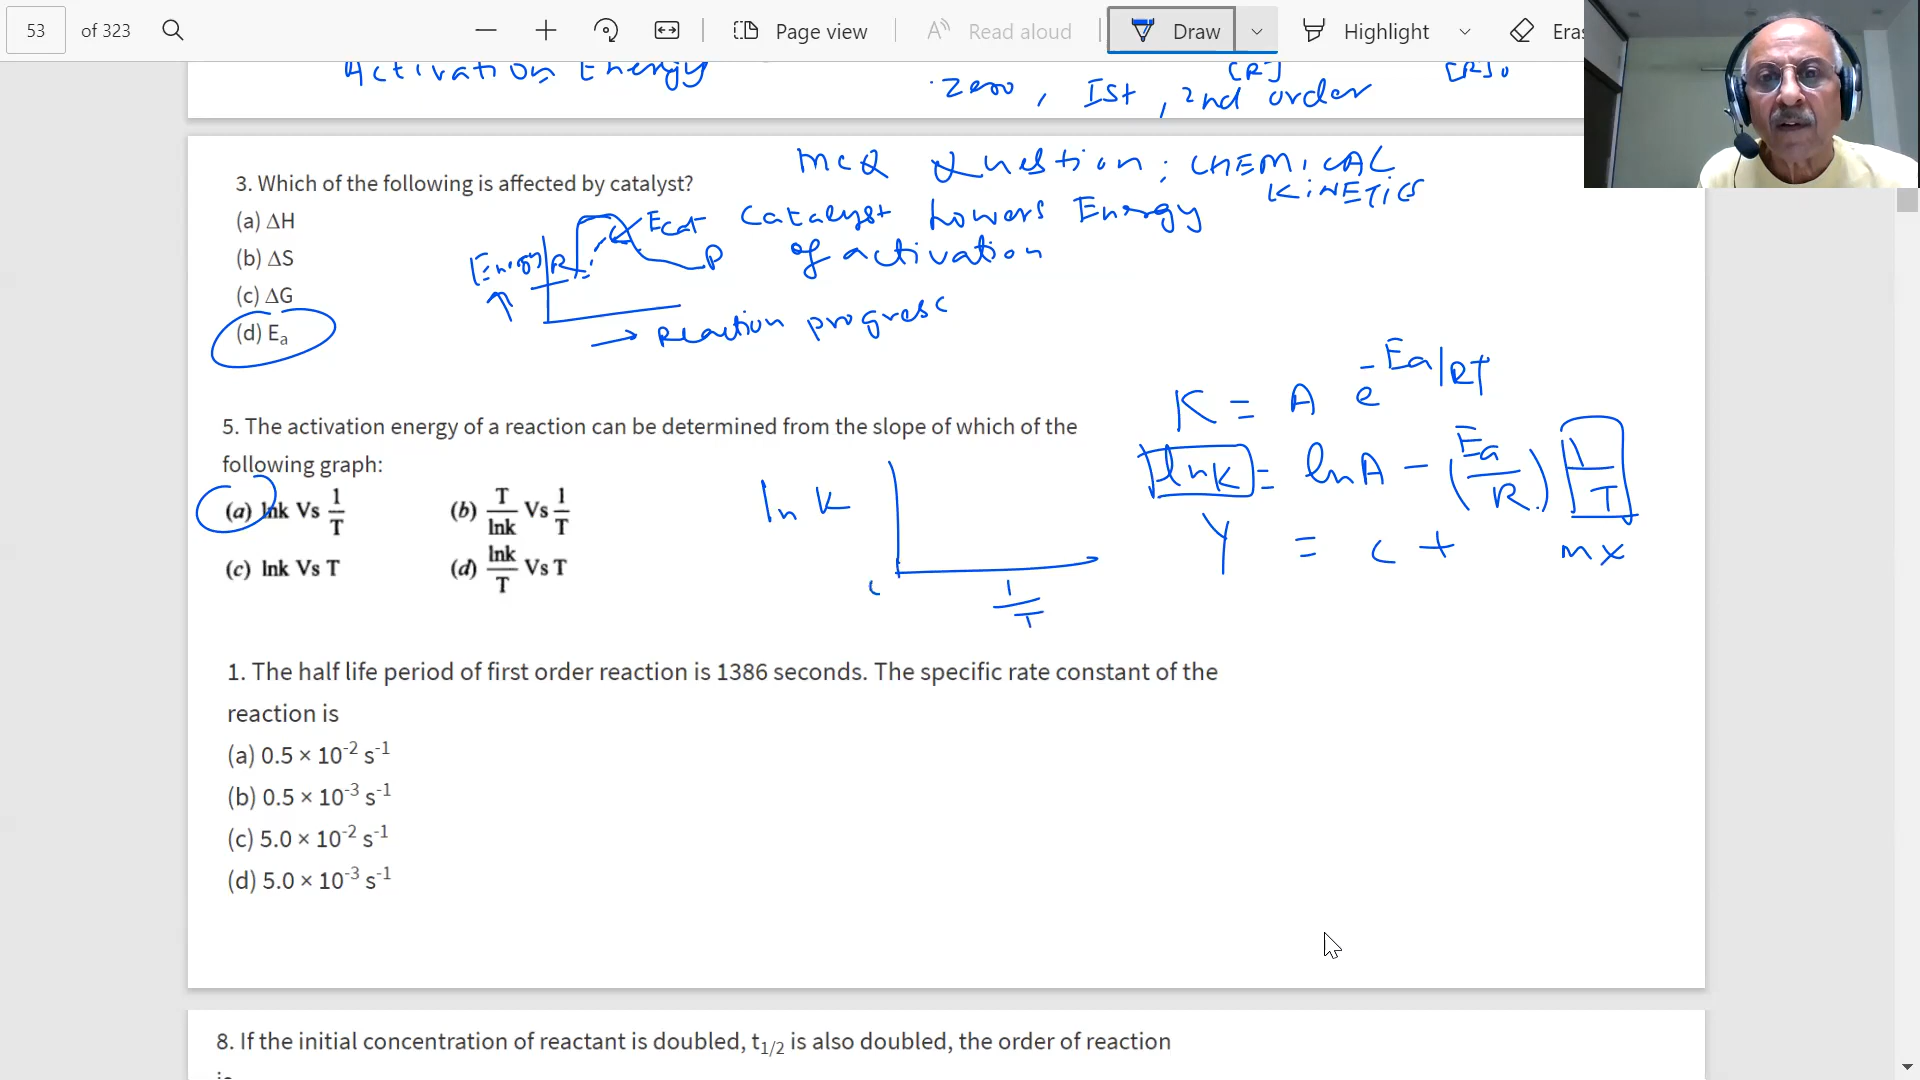 53 of 323 Page view Read aloud Draw Highlight Eras
Activation Energy
Zero, Ist, 2nd order
[R] [R]o
MCQ Question: CHEMICAL
KINETICS
3. Which of the following is affected by catalyst?
(a) ΔH
(b) ΔS
(c) ΔG
(d) Eₐ
Ecat
Catalyst Lowers Energy
of activation
Energy R P
→ Reaction progress
K = A e^-Ea/RT
5. The activation energy of a reaction can be determined from the slope of which of the
following graph:
(a) lnk Vs 1/T (b) T/lnk Vs 1/T
(c) lnk Vs T (d) lnk/T Vs T
ln K
1/T
lnK = lnA - (Ea/R) 1/T
Y = c + mx
1. The half life period of first order reaction is 1386 seconds. The specific rate constant of the
reaction is
(a) 0.5 × 10⁻² s⁻¹
(b) 0.5 × 10⁻³ s⁻¹
(c) 5.0 × 10⁻² s⁻¹
(d) 5.0 × 10⁻³ s⁻¹
8. If the initial concentration of reactant is doubled, t₁/₂ is also doubled, the order of reaction